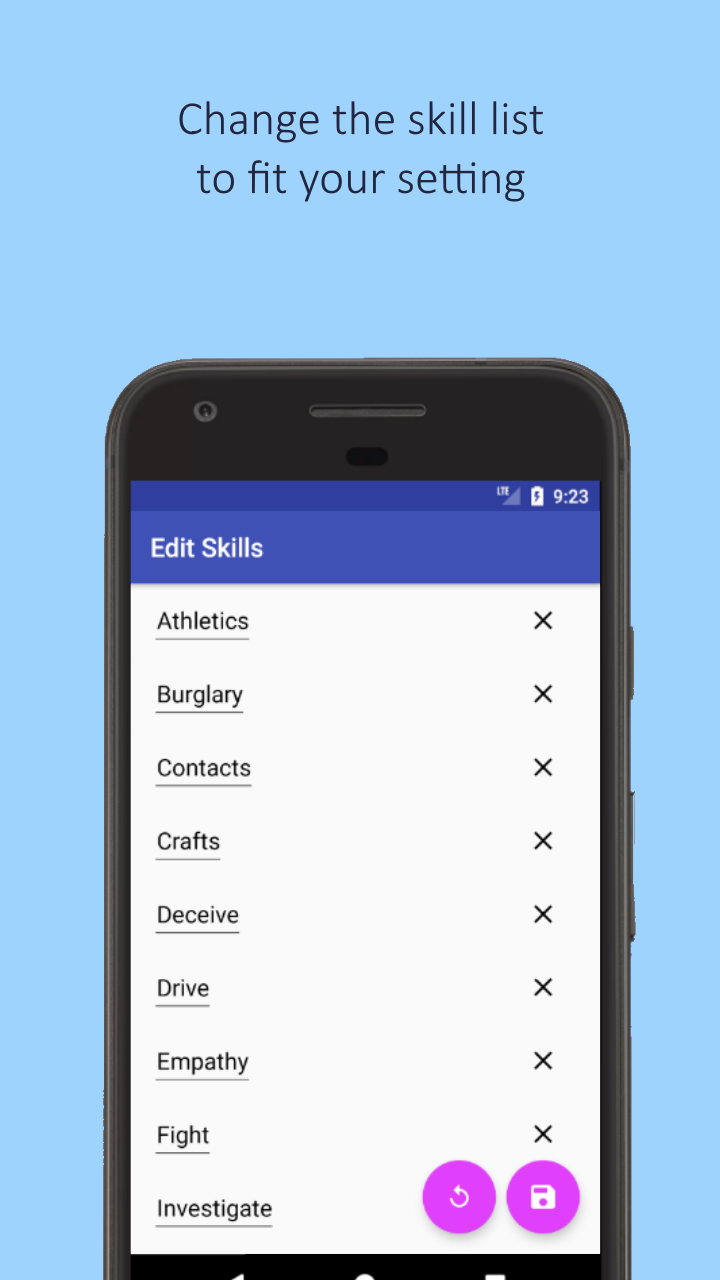 Change the skill list
to fit your setting
LTE 9:23
Edit Skills
Athletics
Burglary
Contacts
Crafts
Deceive
Drive
Empathy
Fight
Investigate